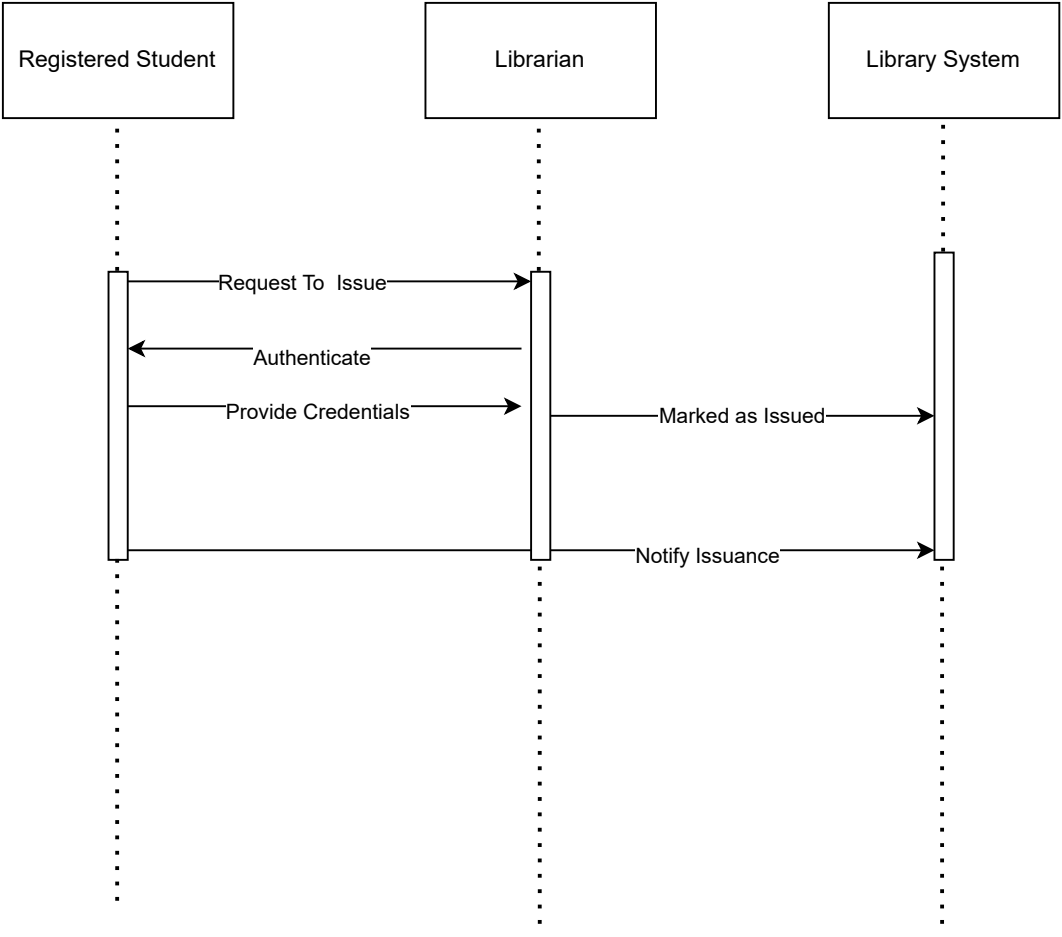 Registered Student
Librarian
Library System
Request To  Issue
Authenticate
Provide Credentials
Marked as Issued
Notify Issuance